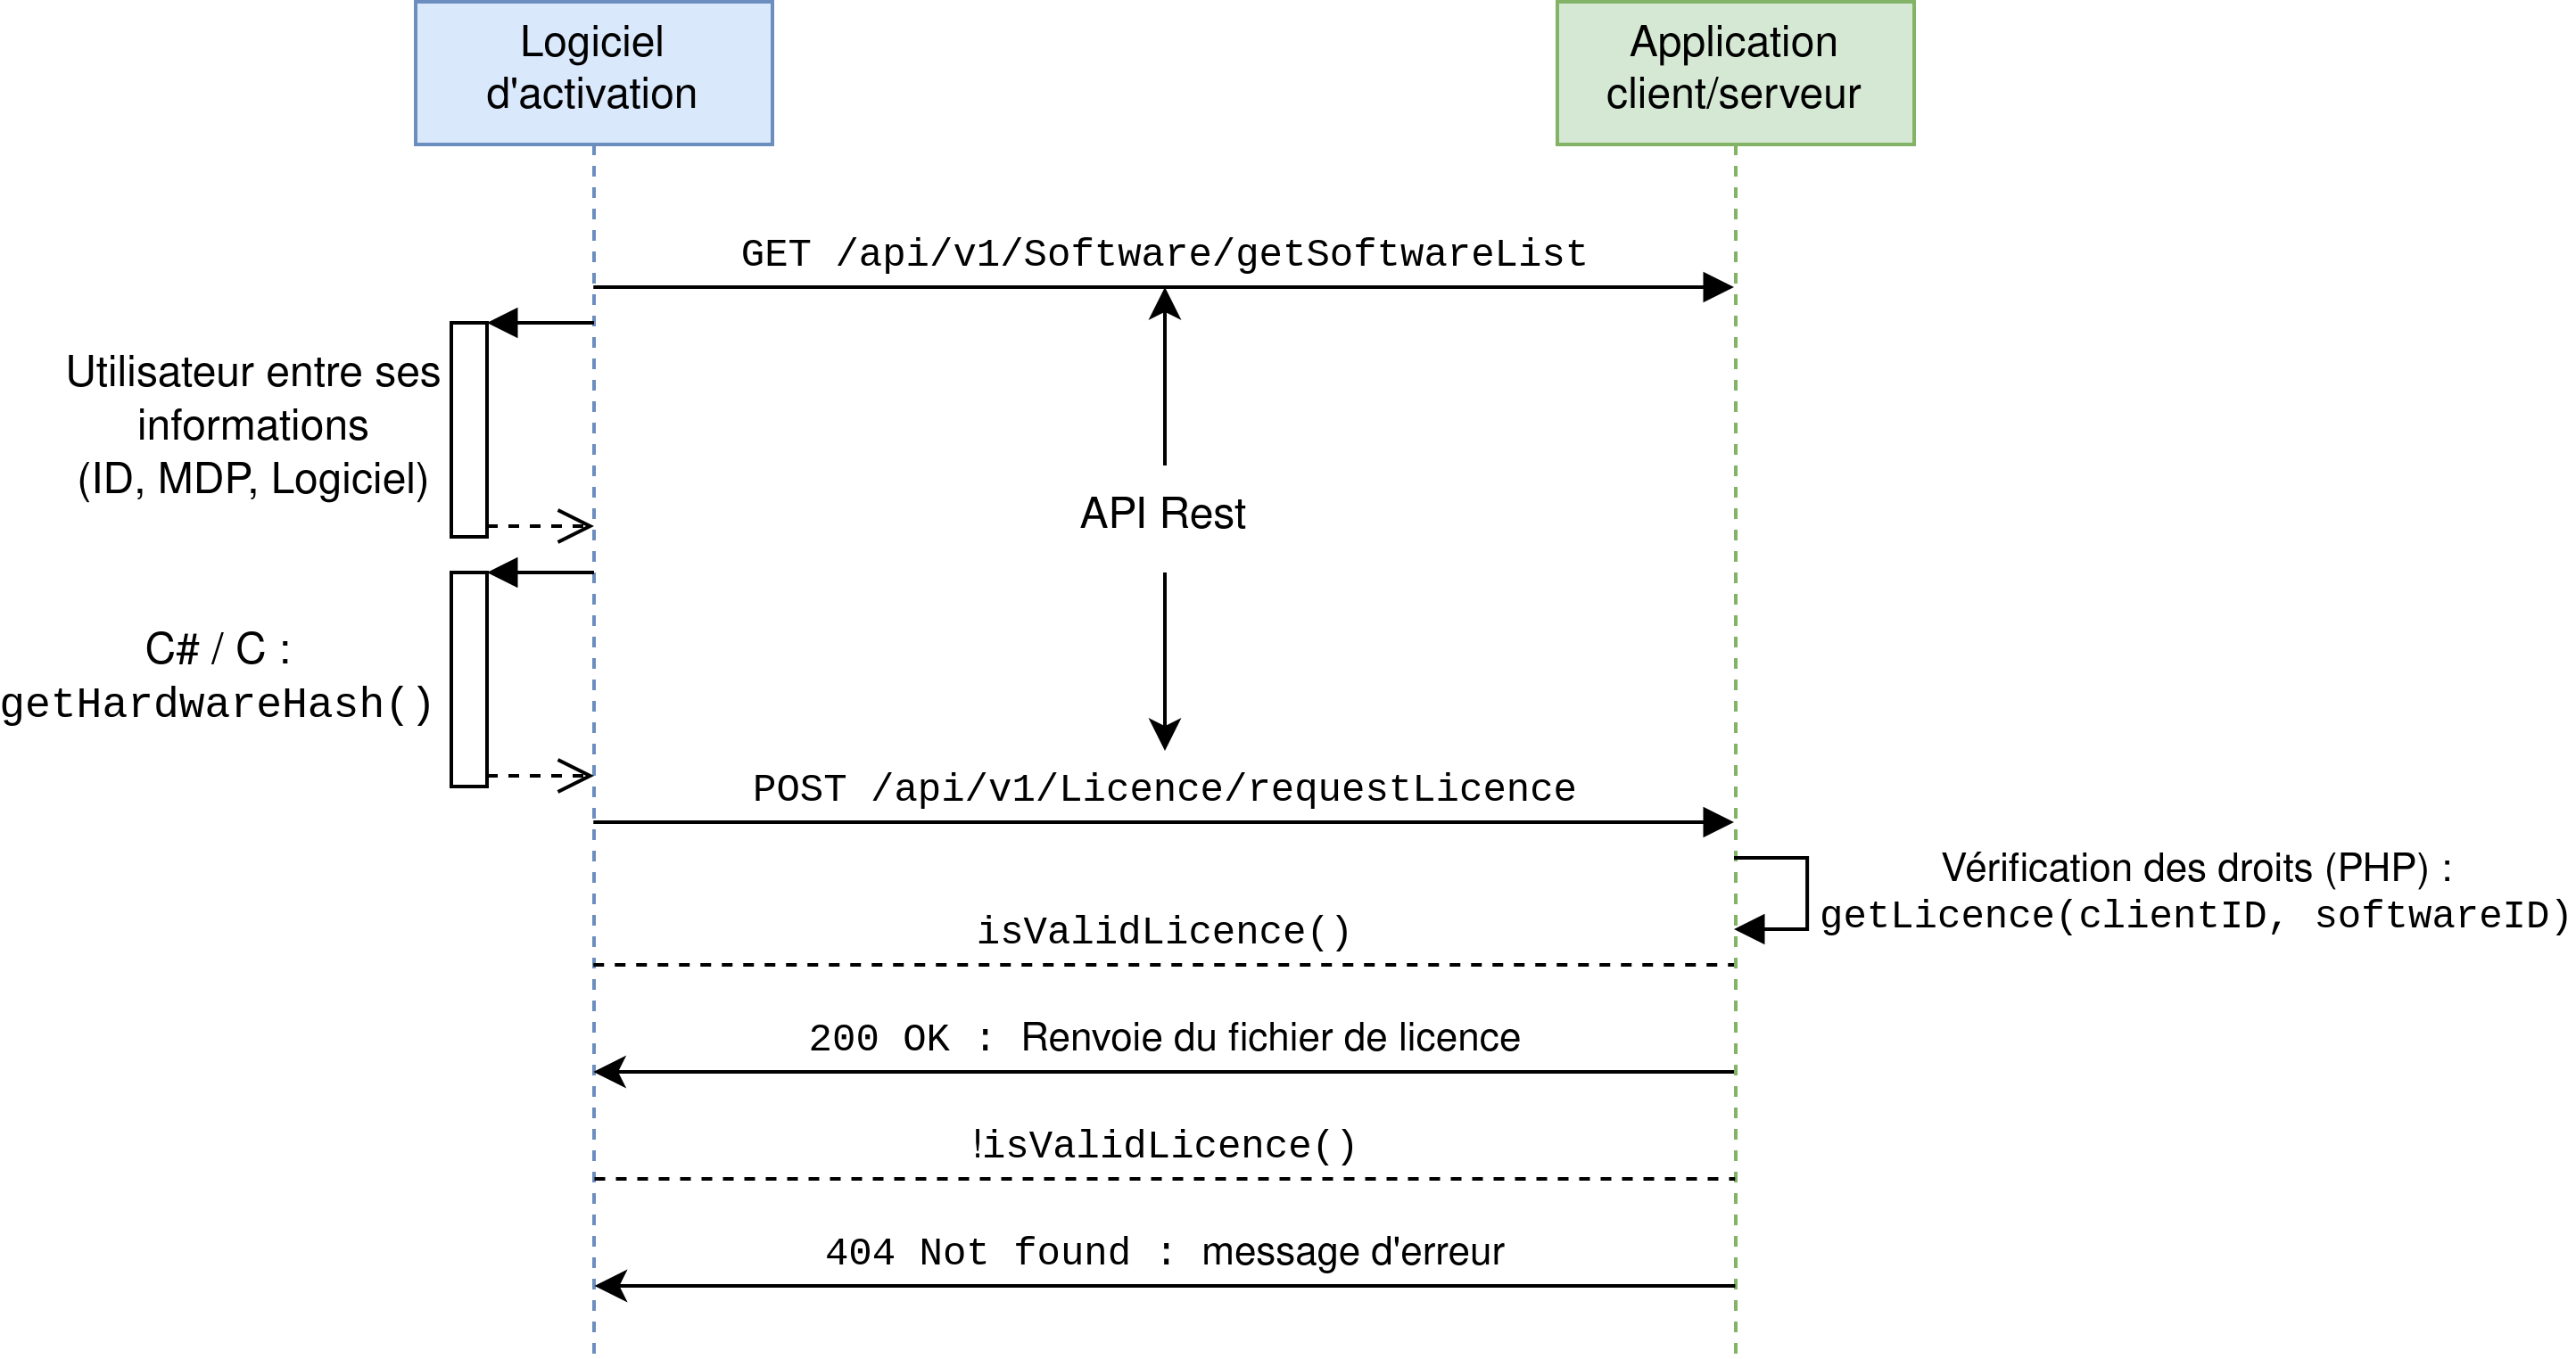 Logiciel
d'activation
Application
client/serveur
GET /api/v1/Software/getSoftwareList
Utilisateur entre ses
informations
(ID, MDP, Logiciel)
API Rest
C# / C :
getHardwareHash()
POST /api/v1/Licence/requestLicence
Vérification des droits (PHP) :
getLicence(clientID, softwareID)
isValidLicence()
200 OK : Renvoie du fichier de licence
!isValidLicence()
404 Not found : message d'erreur